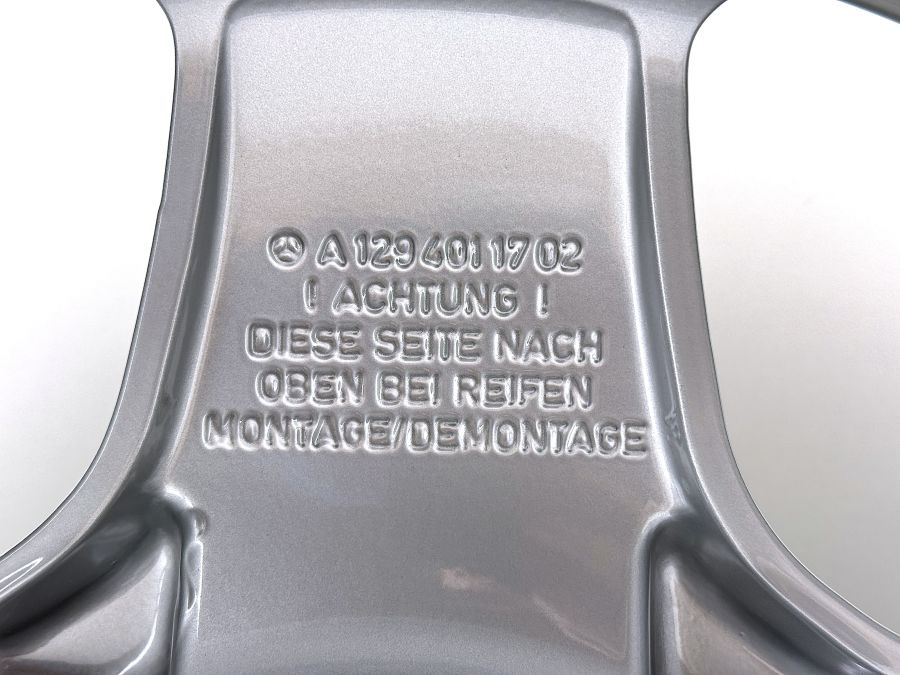 A 129 401 17 02
! ACHTUNG !
DIESE SEITE NACH
OBEN BEI REIFEN
MONTAGE/DEMONTAGE